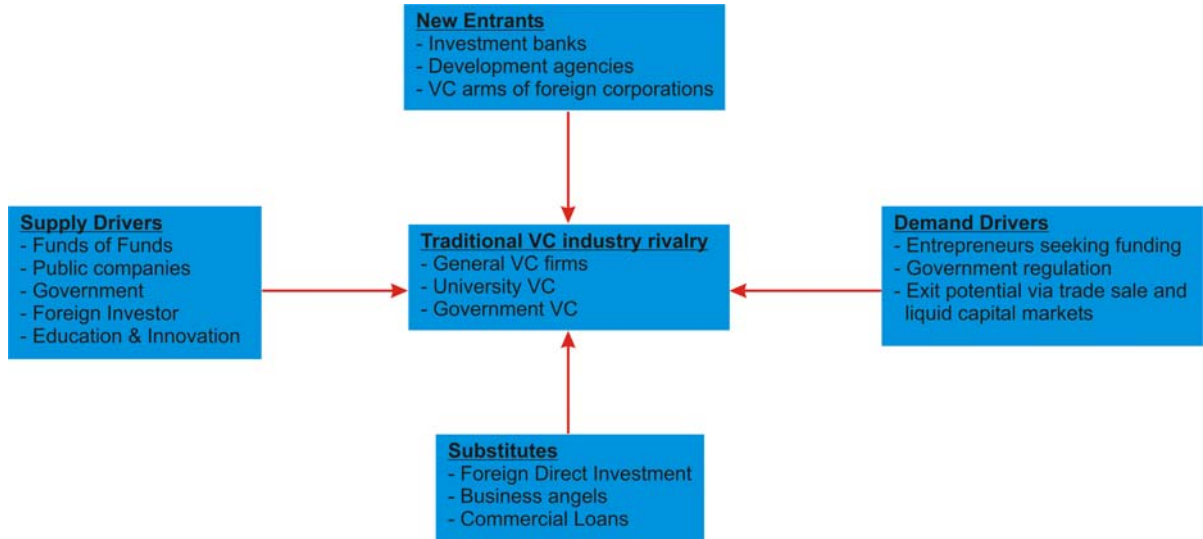 New Entrants
- Investment banks
- Development agencies
- VC arms of foreign corporations
Supply Drivers
- Funds of Funds
- Public companies
- Government
- Foreign Investor
- Education & Innovation
Traditional VC industry rivalry
- General VC firms
- University VC
- Government VC
Demand Drivers
- Entrepreneurs seeking funding
- Government regulation
- Exit potential via trade sale and
liquid capital markets
Substitutes
- Foreign Direct Investment
- Business angels
- Commercial Loans